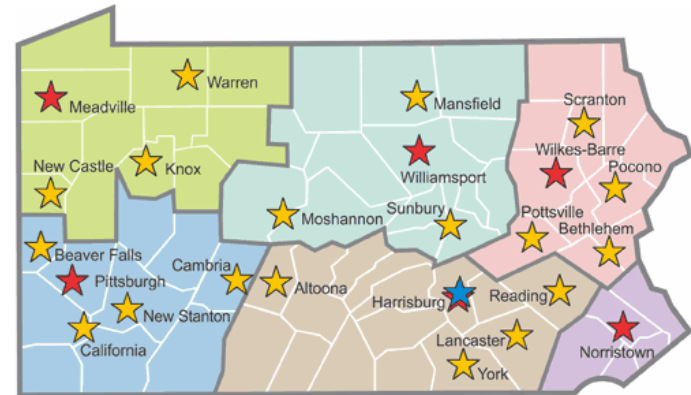 Warren
Meadville
Mansfield
Scranton
Wilkes-Barre
Pocono
New Castle
Knox
Williamsport
Moshannon
Sunbury
Pottsville
Bethlehem
Beaver Falls
Pittsburgh
Cambria
Altoona
Harrisburg
Reading
New Stanton
California
Lancaster
York
Norristown